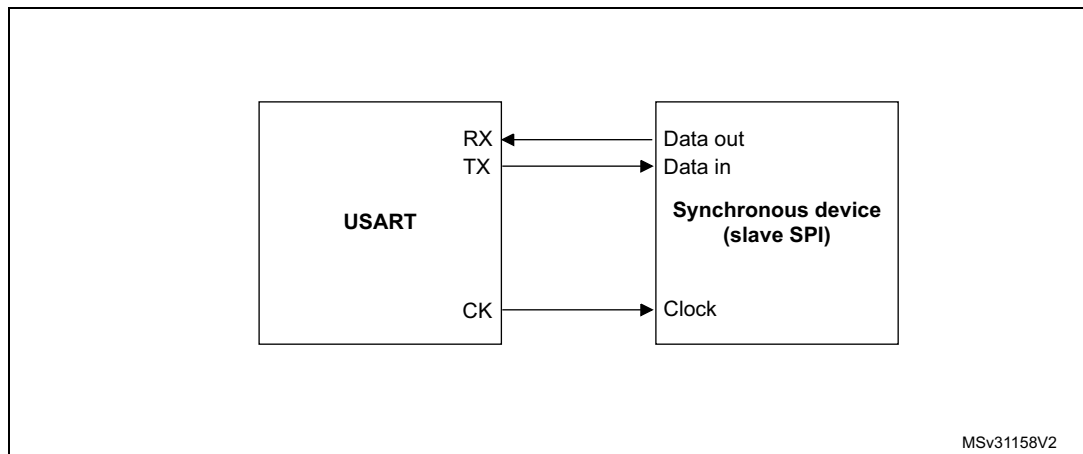 RX
Data out
TX
Data in
USART
Synchronous device
(slave SPI)
CK
Clock
MSv31158V2